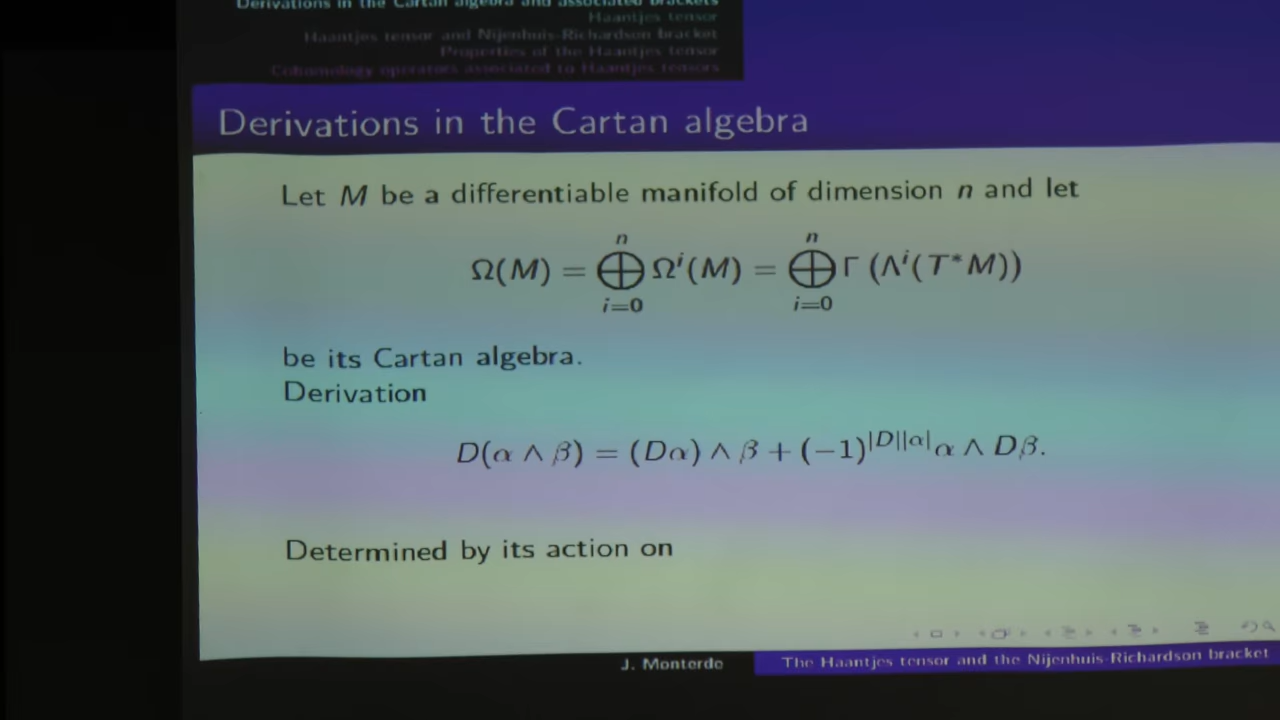 Derivations in the Cartan algebra and associated brackets
Haantjes tensor
Haantjes tensor and Nijenhuis-Richardson bracket
Properties of the Haantjes tensor
Cohomology operators associated to Haantjes tensors
Derivations in the Cartan algebra
Let M be a differentiable manifold of dimension n and let
Ω(M) = ⊕_{i=0}^{n} Ω^i(M) = ⊕_{i=0}^{n} Γ (Λ^i(T*M))
be its Cartan algebra.
Derivation
D(α ∧ β) = (Dα) ∧ β + (−1)^{|D||α|} α ∧ Dβ.
Determined by its action on
J. Monterde
The Haantjes tensor and the Nijenhuis-Richardson bracket